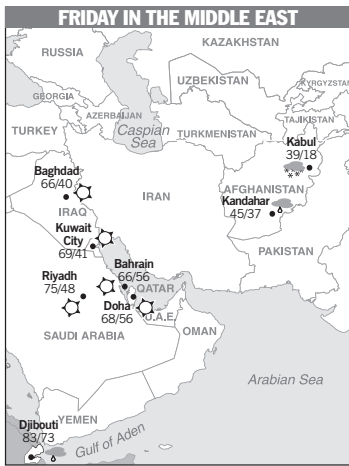 FRIDAY IN THE MIDDLE EAST
KAZAKHSTAN
RUSSIA
UZBEKISTAN
KYRGYZSTAN
GEORGIA
AZERBAIJAN
TAJIKISTAN
TURKEY
Caspian
Sea
TURKMENISTAN
Kabul
39/18
Baghdad
66/40
IRAN
AFGHANISTAN
Kandahar
45/37
IRAQ
Kuwait
City
69/41
PAKISTAN
Bahrain
66/56
Riyadh
75/48
QATAR
Doha
68/56
U.A.E.
SAUDI ARABIA
OMAN
Arabian Sea
YEMEN
Djibouti
83/73
Gulf of Aden